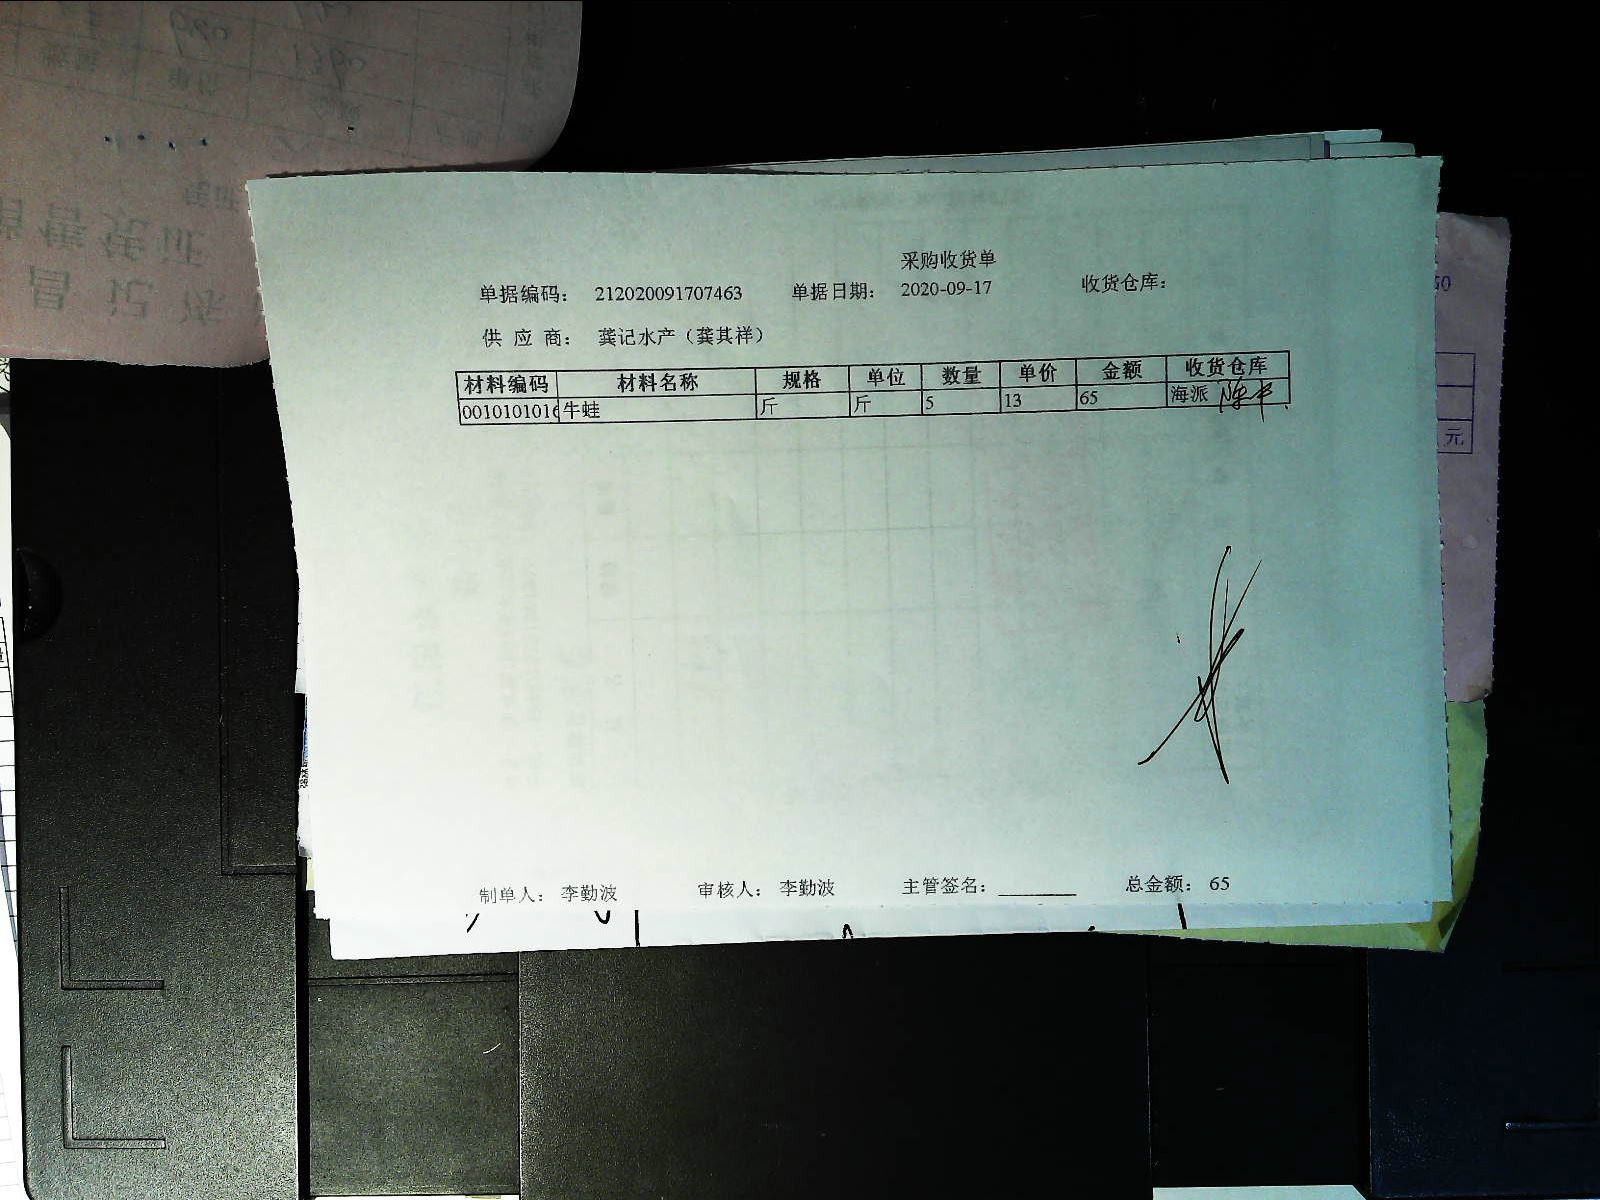 采购收货单
单据编码： 212020091707463 单据日期： 2020-09-17 收货仓库：
供 应 商： 龚记水产（龚其祥）
材料编码 材料名称 规格 单位 数量 单价 金额 收货仓库
0010101016 牛蛙 斤 斤 5 13 65 海派
制单人： 李勤波 审核人： 李勤波 主管签名： 总金额： 65
元